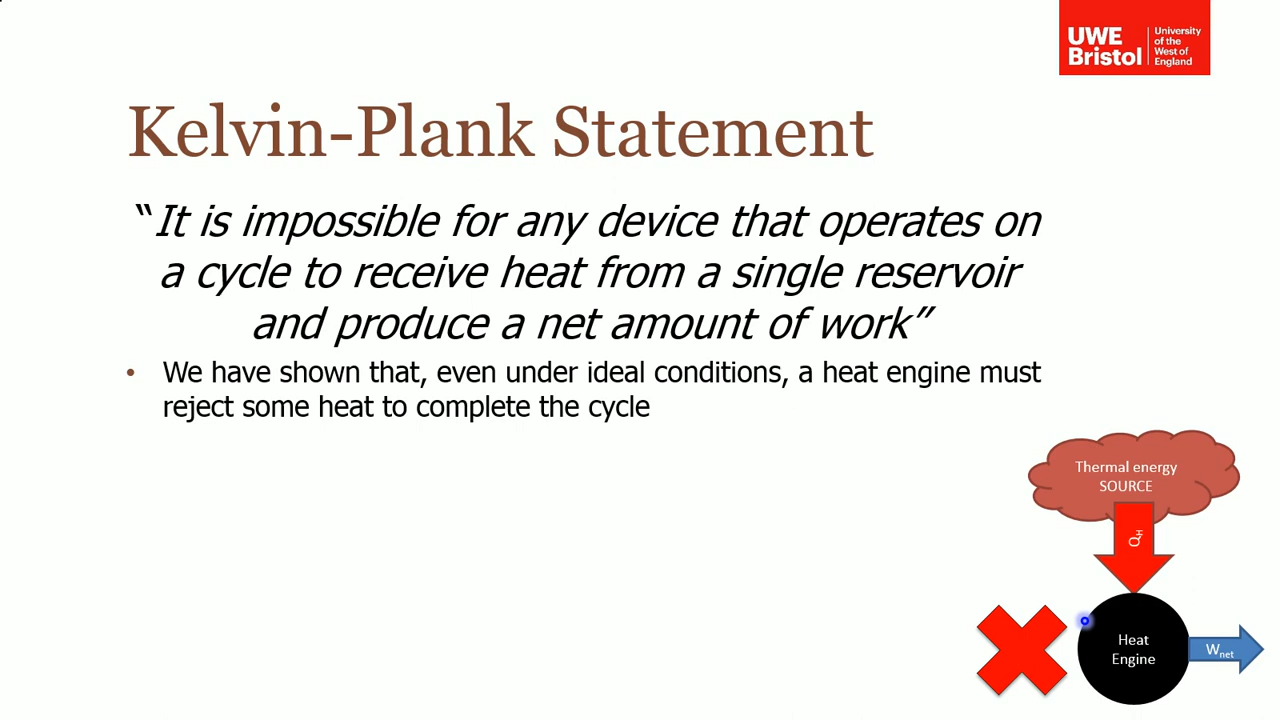 UWE
Bristol
University
of the
West of
England
Kelvin-Plank Statement
“It is impossible for any device that operates on
a cycle to receive heat from a single reservoir
and produce a net amount of work”
• We have shown that, even under ideal conditions, a heat engine must
reject some heat to complete the cycle
Thermal energy
SOURCE
QH
Heat
Engine
Wnet